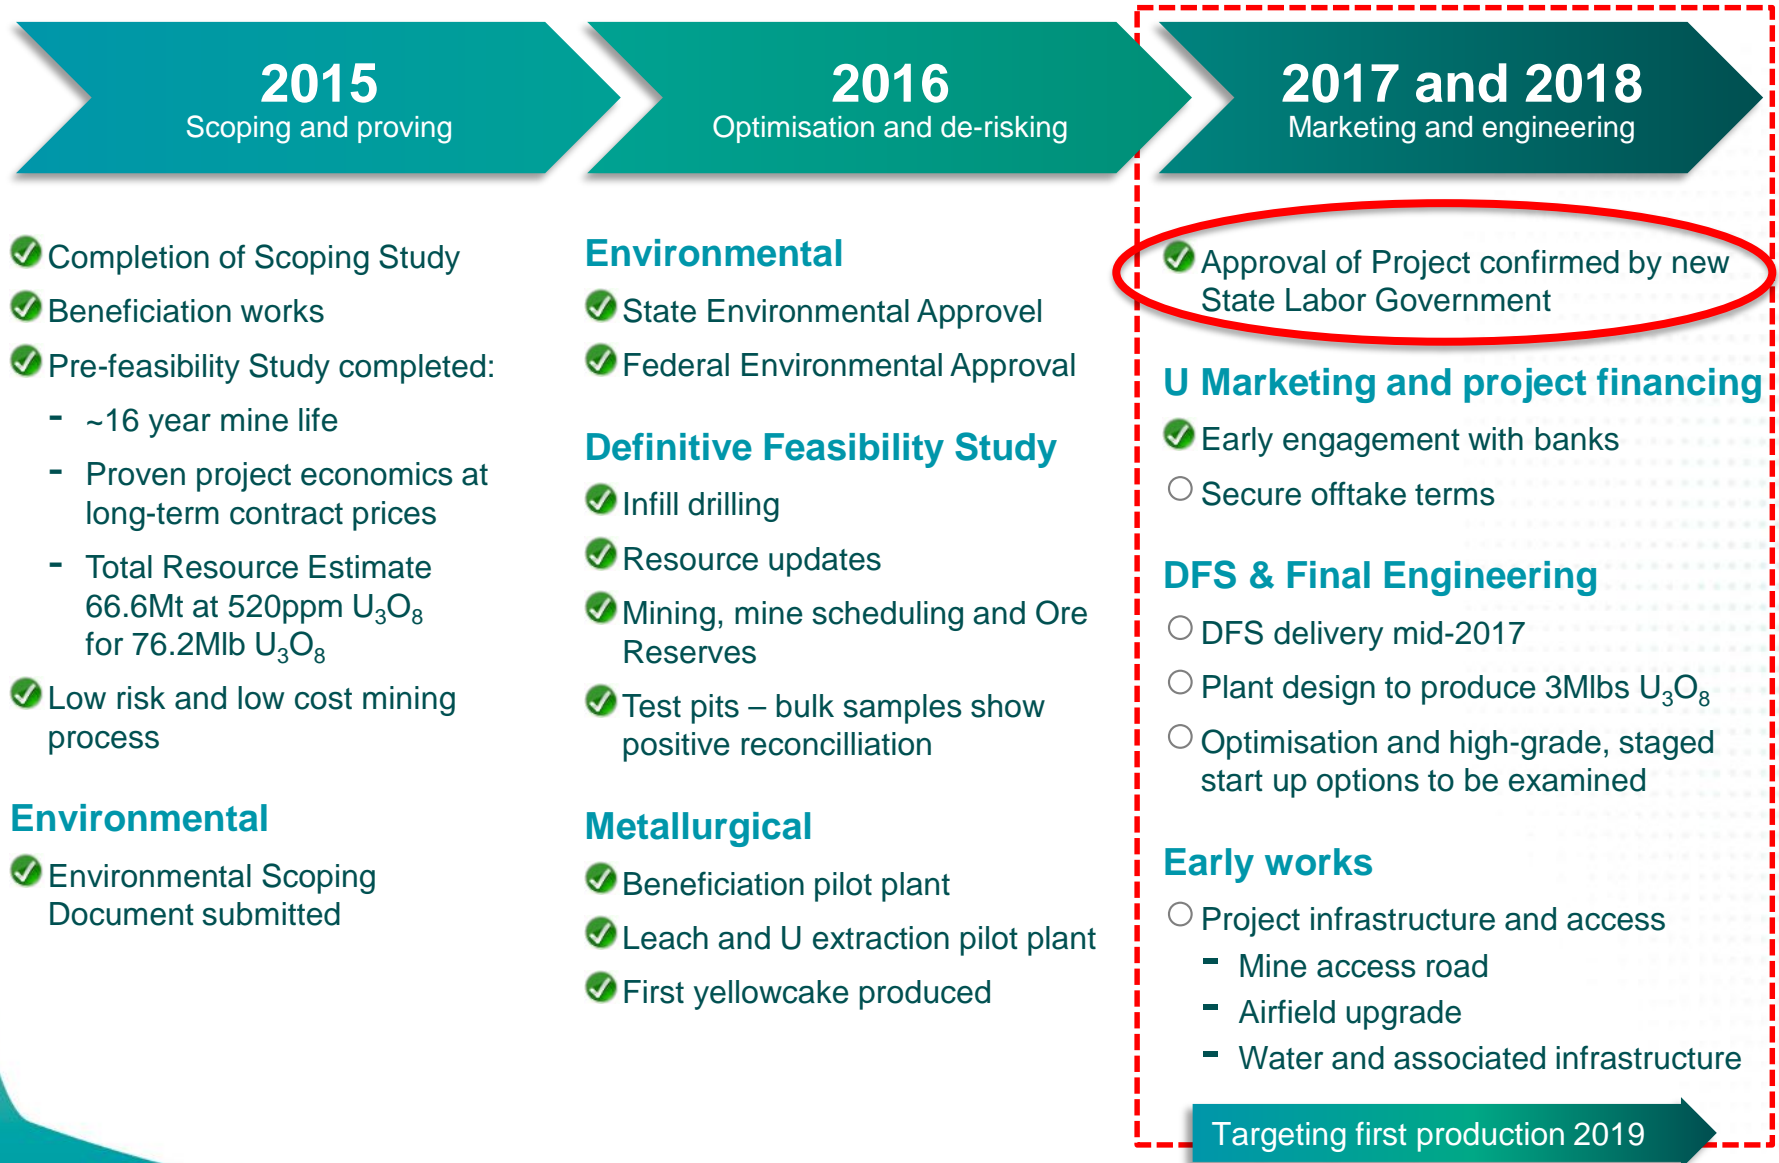 2015
Scoping and proving
Completion of Scoping Study
Beneficiation works
Pre-feasibility Study completed:
- ~16 year mine life
- Proven project economics at
long-term contract prices
- Total Resource Estimate
66.6Mt at 520ppm U₃O₈
for 76.2Mlb U₃O₈
Low risk and low cost mining
process
Environmental
Environmental Scoping
Document submitted
2016
Optimisation and de-risking
Environmental
State Environmental Approvel
Federal Environmental Approval
Definitive Feasibility Study
Infill drilling
Resource updates
Mining, mine scheduling and Ore
Reserves
Test pits – bulk samples show
positive reconcilliation
Metallurgical
Beneficiation pilot plant
Leach and U extraction pilot plant
First yellowcake produced
2017 and 2018
Marketing and engineering
Approval of Project confirmed by new
State Labor Government
U Marketing and project financing
Early engagement with banks
Secure offtake terms
DFS & Final Engineering
DFS delivery mid-2017
Plant design to produce 3Mlbs U₃O₈
Optimisation and high-grade, staged
start up options to be examined
Early works
Project infrastructure and access
- Mine access road
- Airfield upgrade
- Water and associated infrastructure
Targeting first production 2019